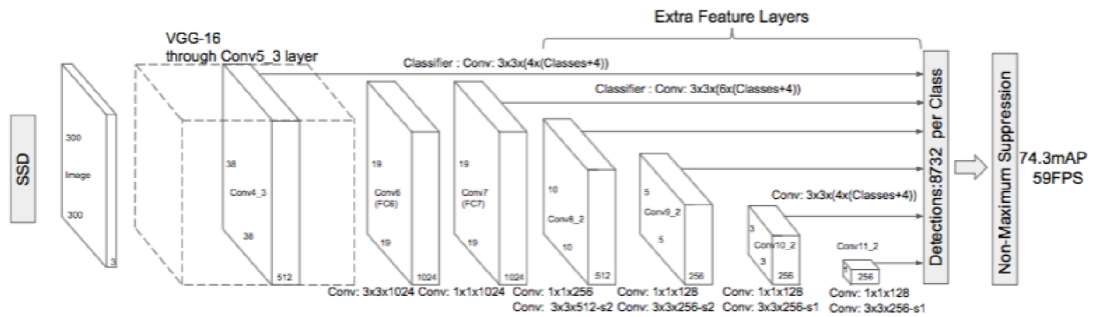 Extra Feature Layers
VGG-16
through Conv5_3 layer
Classifier : Conv: 3x3x(4x(Classes+4))
Classifier : Conv: 3x3x(6x(Classes+4))
SSD
300
Image
300
3
38
Conv4_3
38
512
19
Conv6
(FC6)
19
1024
19
Conv7
(FC7)
19
1024
10
Conv8_2
10
512
5
Conv9_2
5
256
Conv: 3x3x(4x(Classes+4))
3
Conv10_2
3
256
Conv11_2
256
Detections:8732 per Class
Non-Maximum Suppression
74.3mAP
59FPS
Conv: 3x3x1024
Conv: 1x1x1024
Conv: 1x1x256
Conv: 3x3x512-s2
Conv: 1x1x128
Conv: 3x3x256-s2
Conv: 1x1x128
Conv: 3x3x256-s1
Conv: 1x1x128
Conv: 3x3x256-s1